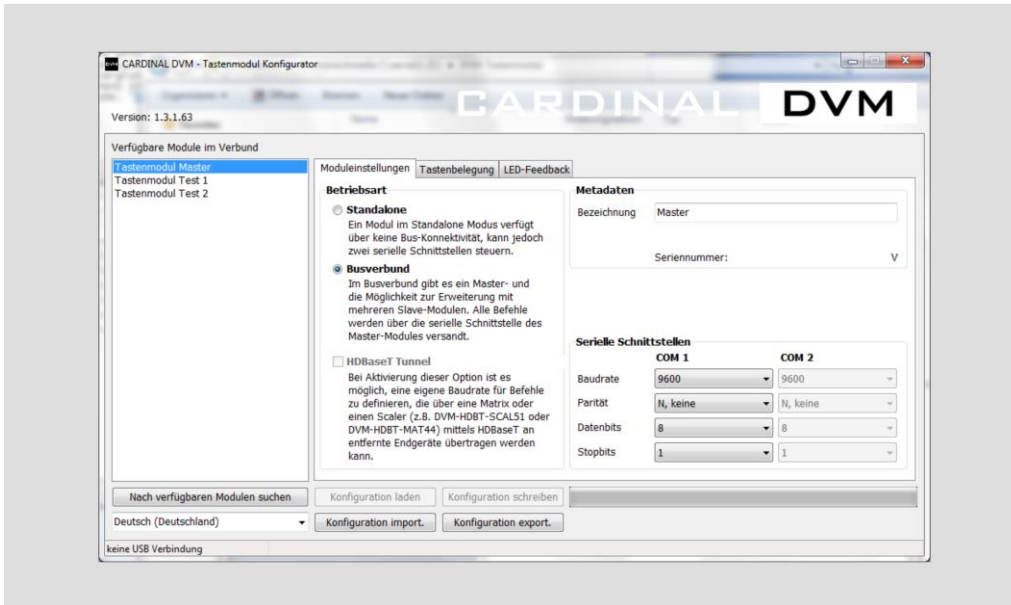 CARDINAL DVM - Tastenmodul Konfigurator
CARDINAL DVM
Version: 1.3.1.63
Verfügbare Module im Verbund
Tastenmodul Master
Tastenmodul Test 1
Tastenmodul Test 2
Moduleinstellungen Tastenbelegung LED-Feedback
Betriebsart
Standalone
Ein Modul im Standalone Modus verfügt
über keine Bus-Konnektivität, kann jedoch
zwei serielle Schnittstellen steuern.
Busverbund
Im Busverbund gibt es ein Master- und
die Möglichkeit zur Erweiterung mit
mehreren Slave-Modulen. Alle Befehle
werden über die serielle Schnittstelle des
Master-Modules versandt.
HDBaseT Tunnel
Bei Aktivierung dieser Option ist es
möglich, eine eigene Baudrate für Befehle
zu definieren, die über eine Matrix oder
einen Scaler (z.B. DVM-HDBT-SCAL51 oder
DVM-HDBT-MAT44) mittels HDBaseT an
entfernte Endgeräte übertragen werden
kann.
Metadaten
Bezeichnung Master
Seriennummer: V
Serielle Schnittstellen
COM 1 COM 2
Baudrate 9600 9600
Parität N, keine N, keine
Datenbits 8 8
Stopbits 1 1
Nach verfügbaren Modulen suchen Konfiguration laden Konfiguration schreiben
Deutsch (Deutschland) Konfiguration import. Konfiguration export.
keine USB Verbindung